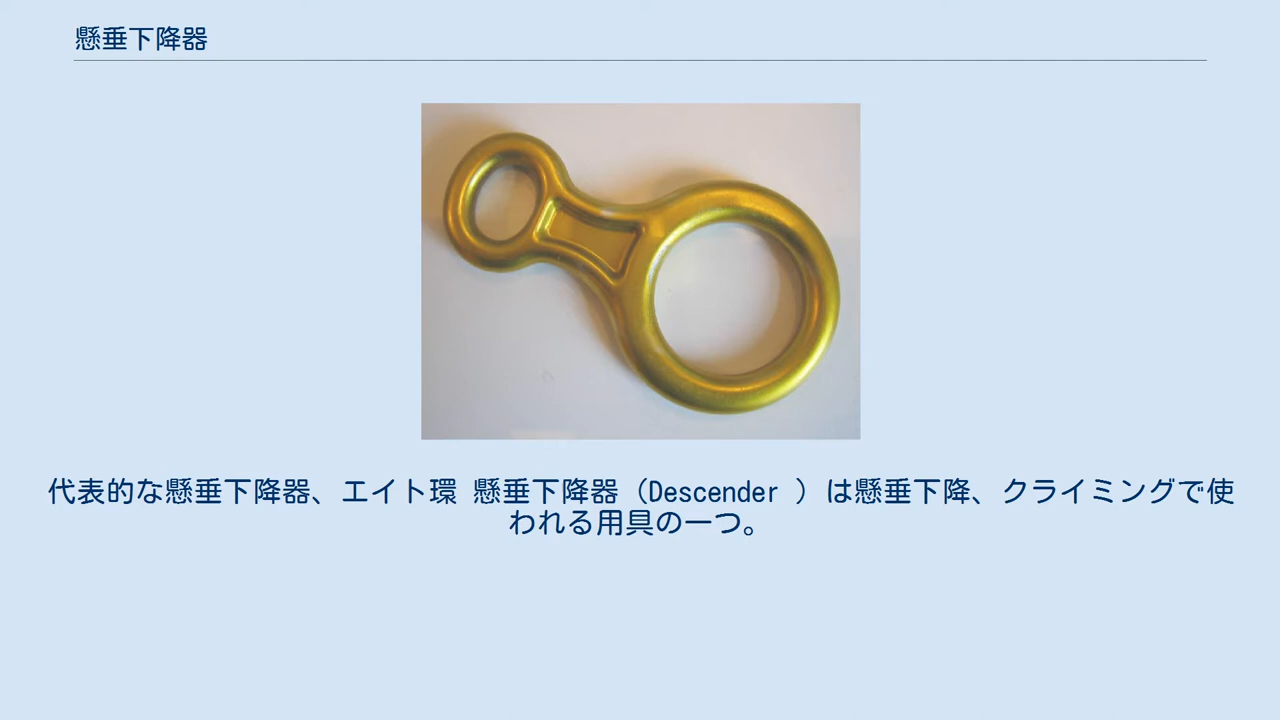 懸垂下降器
代表的な懸垂下降器、エイト環 懸垂下降器（Descender ）は懸垂下降、クライミングで使
われる用具の一つ。